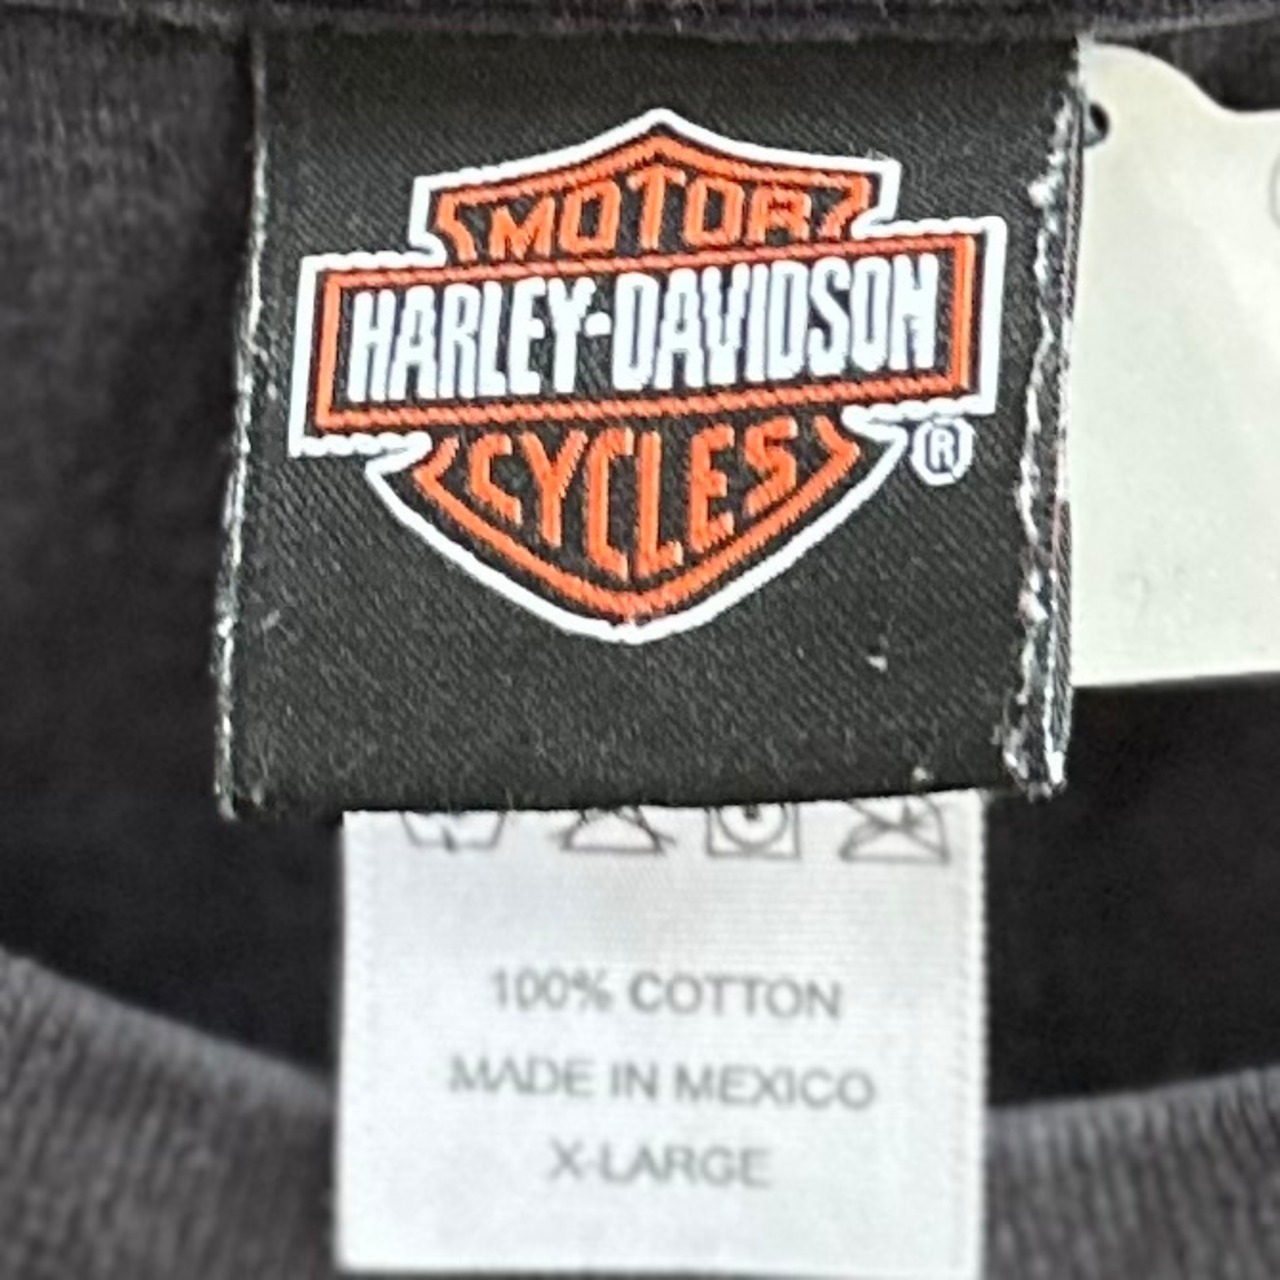 MOTOR
HARLEY-DAVIDSON
CYCLES
®
100% COTTON
MADE IN MEXICO
X-LARGE